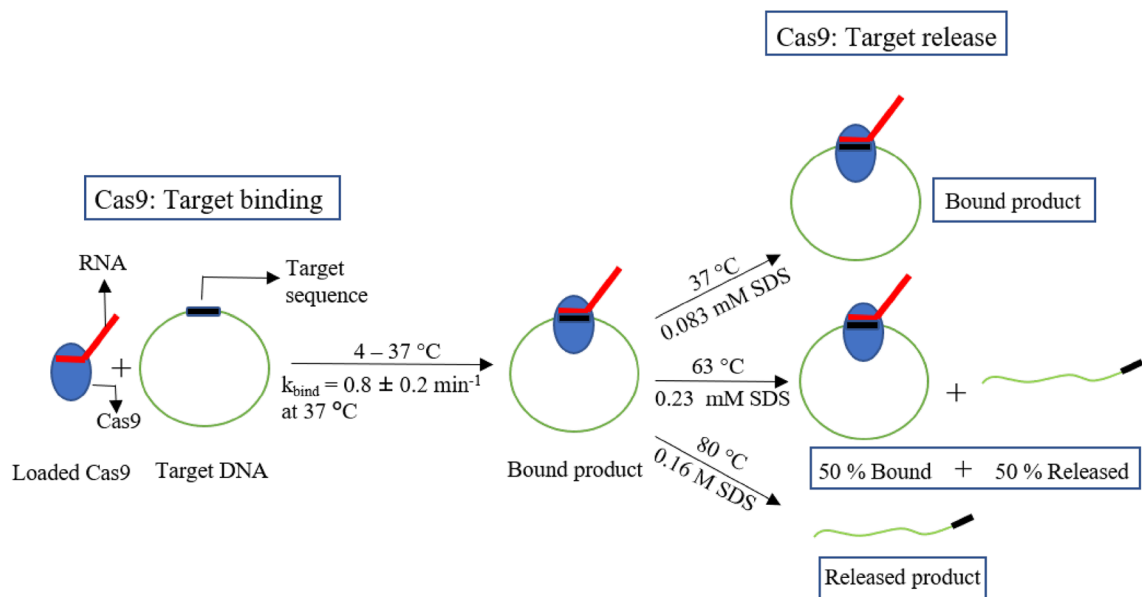 Cas9: Target release
Bound product
Cas9: Target binding
RNA
Target
sequence
+
Cas9
Loaded Cas9
Target DNA
4 – 37 °C
k_bind = 0.8 ± 0.2 min⁻¹
at 37 °C
Bound product
37 °C
0.083 mM SDS
63 °C
0.23 mM SDS
80 °C
0.16 M SDS
+
50 % Bound + 50 % Released
Released product